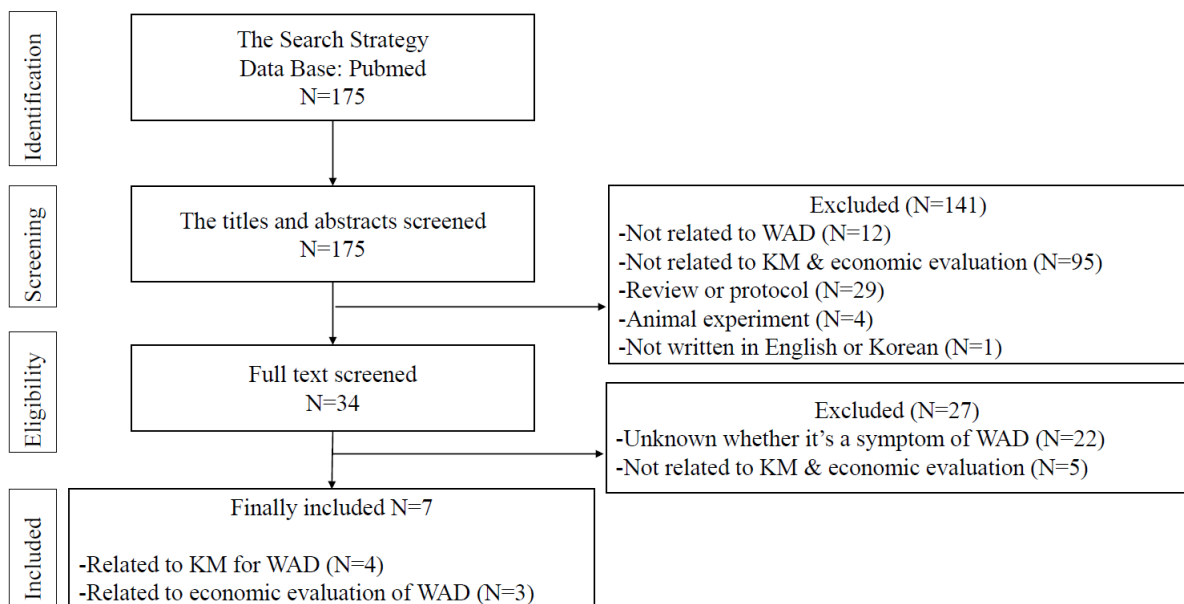 Identification
The Search Strategy
Data Base: Pubmed
N=175
Screening
The titles and abstracts screened
N=175
Excluded (N=141)
-Not related to WAD (N=12)
-Not related to KM & economic evaluation (N=95)
-Review or protocol (N=29)
-Animal experiment (N=4)
-Not written in English or Korean (N=1)
Eligibility
Full text screened
N=34
Excluded (N=27)
-Unknown whether it's a symptom of WAD (N=22)
-Not related to KM & economic evaluation (N=5)
Included
Finally included N=7
-Related to KM for WAD (N=4)
-Related to economic evaluation of WAD (N=3)